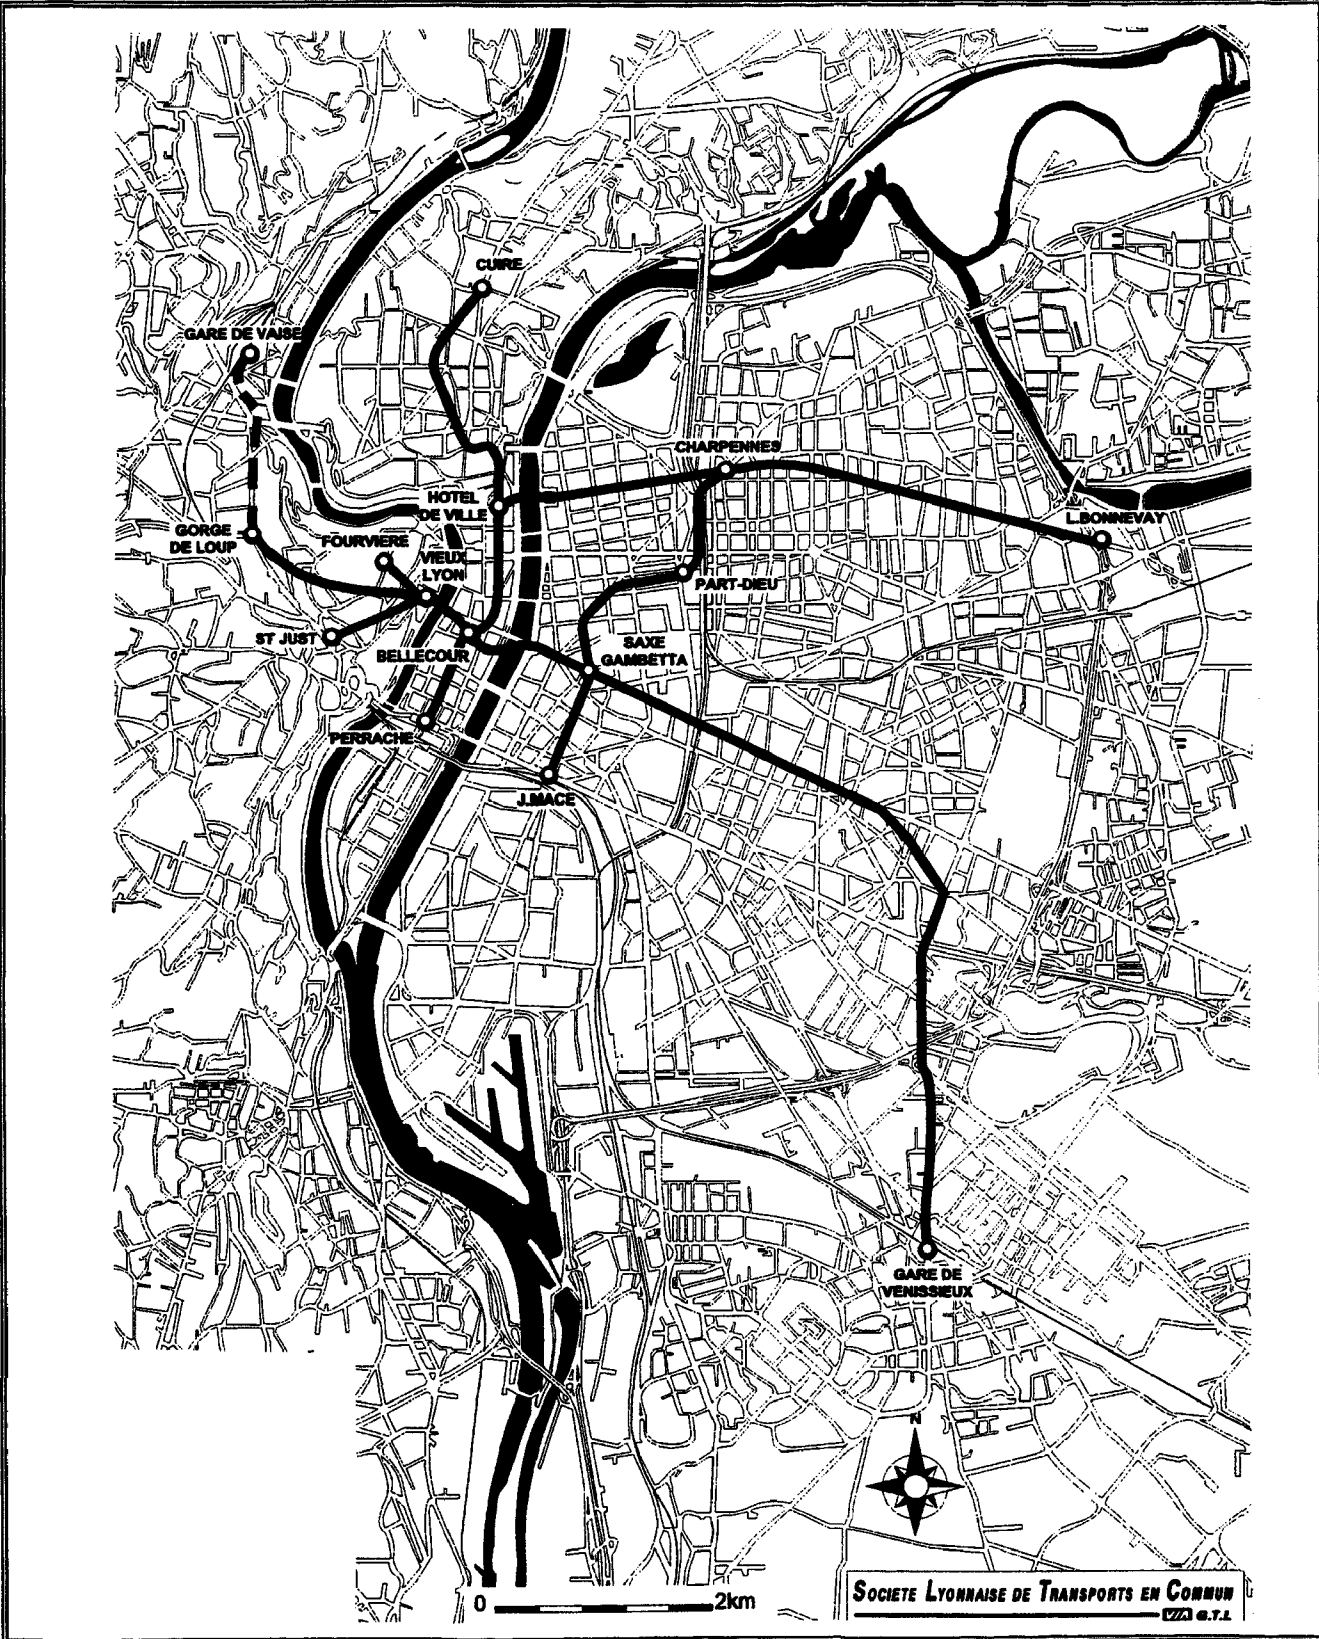 CUIRE
GARE DE VAISE
CHARPENNES
HOTEL
DE VILLE
L.BONNEVAY
GORGE
DE LOUP
FOURVIERE
VIEUX
LYON
PART-DIEU
ST JUST
SAXE
GAMBETTA
BELLECOUR
PERRACHE
J.MACE
GARE DE
VENISSIEUX
N
0 2km
SOCIETE LYONNAISE DE TRANSPORTS EN COMMUN
VIA G.T.I.